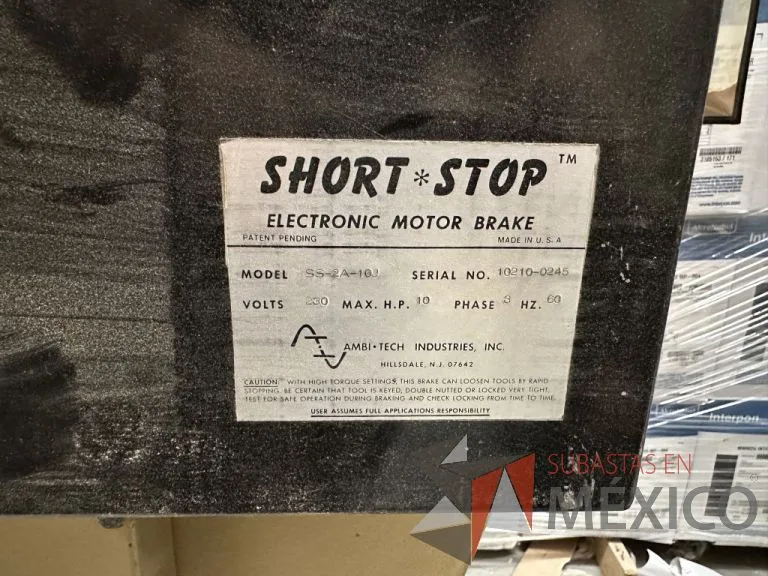 SHORT*STOP™
ELECTRONIC MOTOR BRAKE
PATENT PENDING MADE IN U.S.A
MODEL SS-2A-10J SERIAL NO. 10210-0245
VOLTS 230 MAX. H.P. 10 PHASE 3 HZ. 60
AMBI-TECH INDUSTRIES, INC.
HILLSDALE, N.J. 07642
CAUTION: WITH HIGH TORQUE SETTINGS, THIS BRAKE CAN LOOSEN TOOLS BY RAPID
STOPPING. BE CERTAIN THAT TOOL IS KEYED, DOUBLE NUTTED OR LOCKED VERY TIGHT.
TEST FOR SAFE OPERATION DURING BRAKING AND CHECK LOCKING FROM TIME TO TIME.
USER ASSUMES FULL APPLICATIONS RESPONSIBILITY
SUBASTAS EN
MÉXICO
Interpon